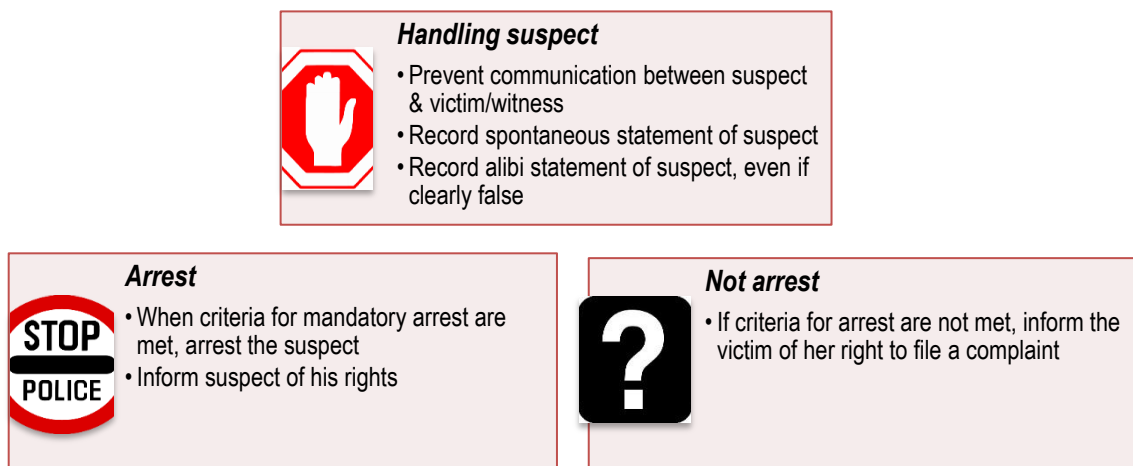 Handling suspect
• Prevent communication between suspect
& victim/witness
• Record spontaneous statement of suspect
• Record alibi statement of suspect, even if
clearly false
Arrest
• When criteria for mandatory arrest are
met, arrest the suspect
• Inform suspect of his rights
STOP
POLICE
Not arrest
• If criteria for arrest are not met, inform the
victim of her right to file a complaint
?